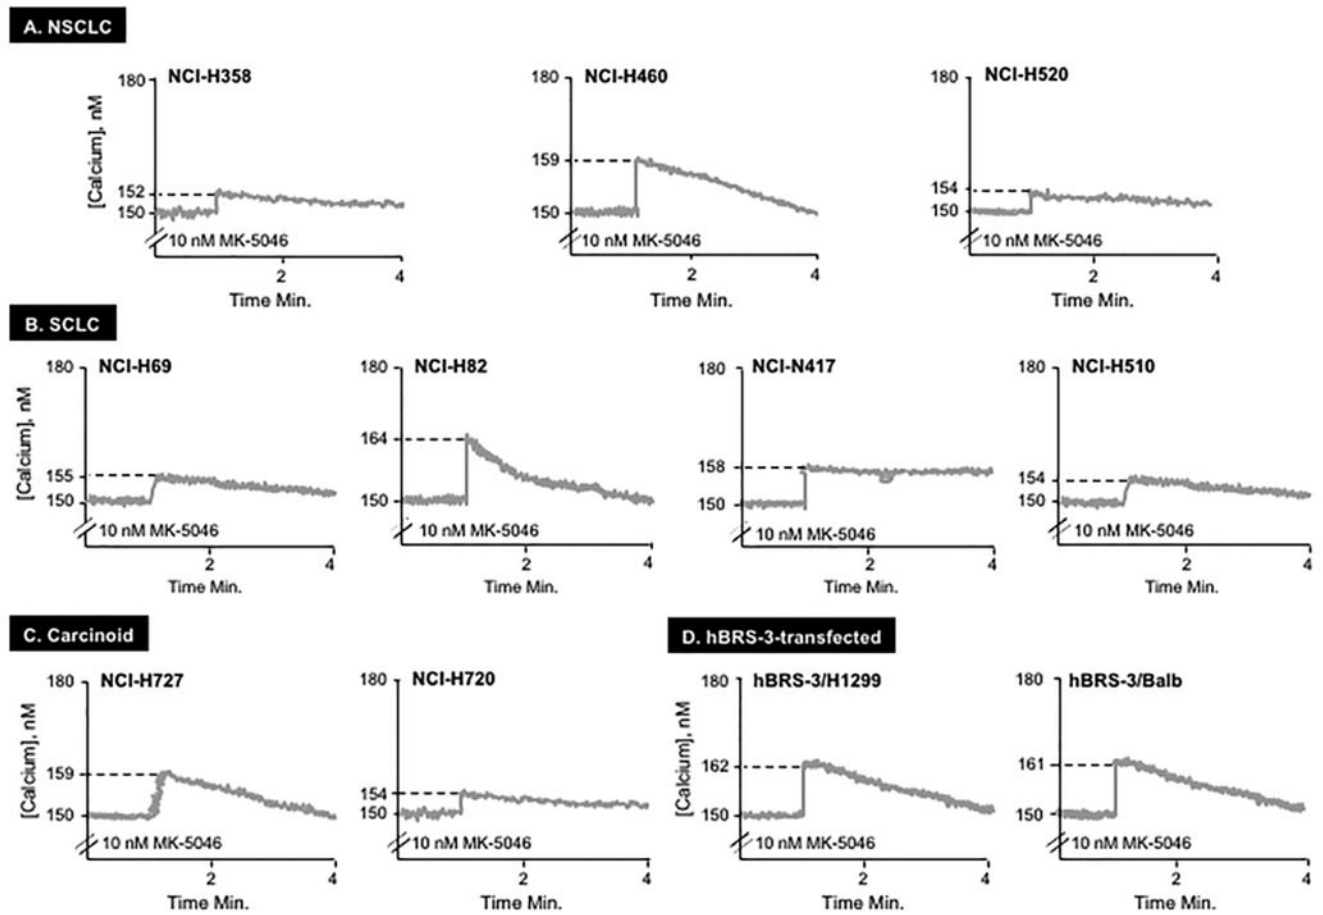 A. NSCLC
NCI-H358
NCI-H460
NCI-H520
[Calcium], nM
180
152
150
10 nM MK-5046
2
4
Time Min.
180
159
150
10 nM MK-5046
2
4
Time Min.
180
154
150
10 nM MK-5046
2
4
Time Min.
B. SCLC
NCI-H69
[Calcium], nM
180
155
150
10 nM MK-5046
2
4
Time Min.
NCI-H82
180
164
150
10 nM MK-5046
2
4
Time Min.
NCI-N417
180
158
150
10 nM MK-5046
2
4
Time Min.
NCI-H510
180
154
150
10 nM MK-5046
2
4
Time Min.
C. Carcinoid
NCI-H727
[Calcium], nM
180
159
150
10 nM MK-5046
2
4
Time Min.
NCI-H720
180
154
150
10 nM MK-5046
2
4
Time Min.
D. hBRS-3-transfected
hBRS-3/H1299
[Calcium], nM
180
162
150
10 nM MK-5046
2
4
Time Min.
hBRS-3/Balb
180
161
150
10 nM MK-5046
2
4
Time Min.